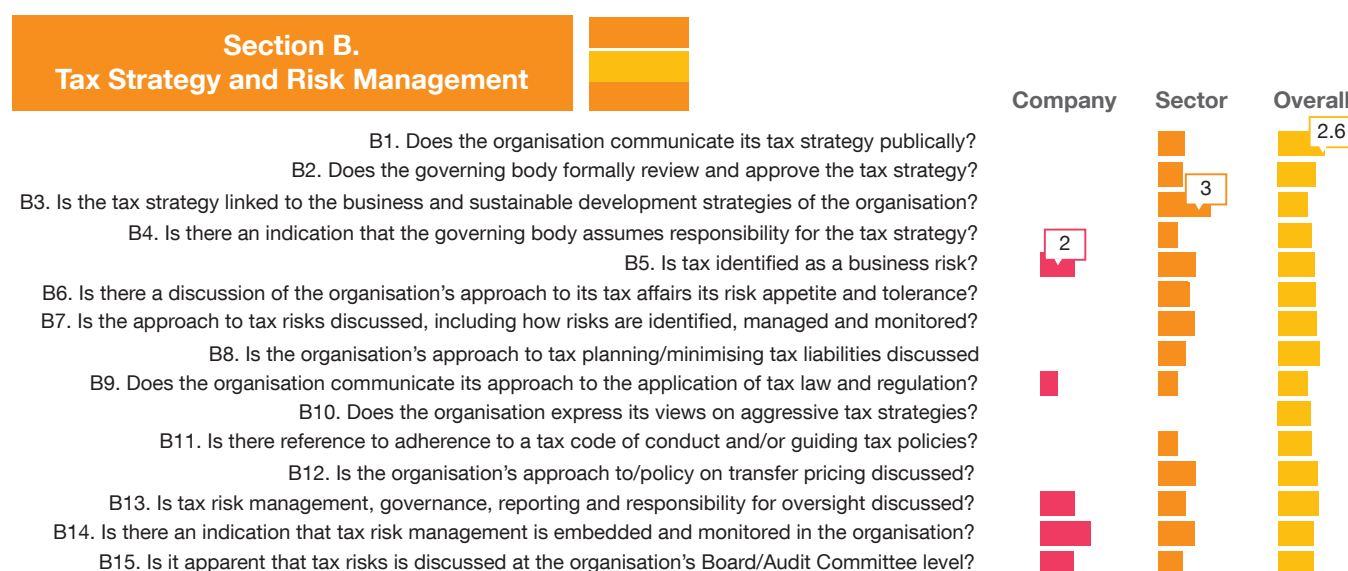 Section B.
Tax Strategy and Risk Management
Company Sector Overall
B1. Does the organisation communicate its tax strategy publically?
2.6
B2. Does the governing body formally review and approve the tax strategy?
3
B3. Is the tax strategy linked to the business and sustainable development strategies of the organisation?
B4. Is there an indication that the governing body assumes responsibility for the tax strategy?
2
B5. Is tax identified as a business risk?
B6. Is there a discussion of the organisation’s approach to its tax affairs its risk appetite and tolerance?
B7. Is the approach to tax risks discussed, including how risks are identified, managed and monitored?
B8. Is the organisation’s approach to tax planning/minimising tax liabilities discussed
B9. Does the organisation communicate its approach to the application of tax law and regulation?
B10. Does the organisation express its views on aggressive tax strategies?
B11. Is there reference to adherence to a tax code of conduct and/or guiding tax policies?
B12. Is the organisation’s approach to/policy on transfer pricing discussed?
B13. Is tax risk management, governance, reporting and responsibility for oversight discussed?
B14. Is there an indication that tax risk management is embedded and monitored in the organisation?
B15. Is it apparent that tax risks is discussed at the organisation’s Board/Audit Committee level?